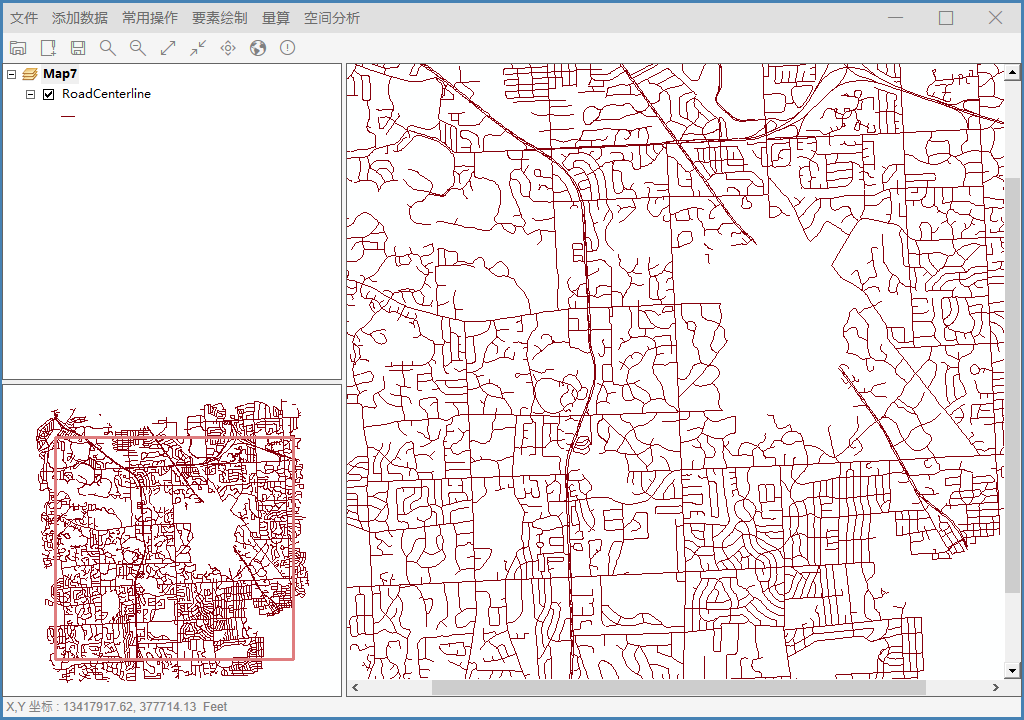 文件 添加数据 常用操作 要素绘制 量算 空间分析
Map7
RoadCenterline
X,Y 坐标 : 13417917.62, 377714.13 Feet